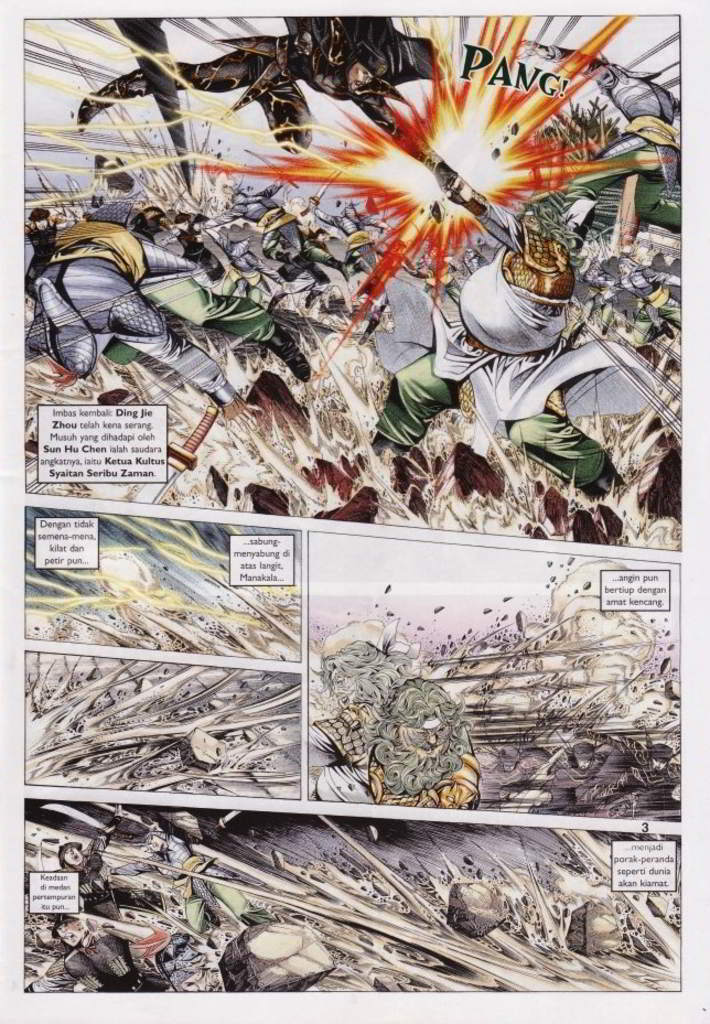 PANG!
Imbas kembali: Ding Jie
Zhou telah kena serang.
Musuh yang dihadapi oleh
Sun Hu Chen ialah saudara
angkatnya, iaitu Ketua Kultus
Syaitan Seribu Zaman.
Dengan tidak
semena-mena,
kilat dan
petir pun...
...sabung-
menyabung di
atas langit,
Manakala...
...angin pun
bertiup dengan
amat kencang.
3
Keadaan
di medan
pertempuran
itu pun...
...menjadi
porak-peranda
seperti dunia
akan kiamat.